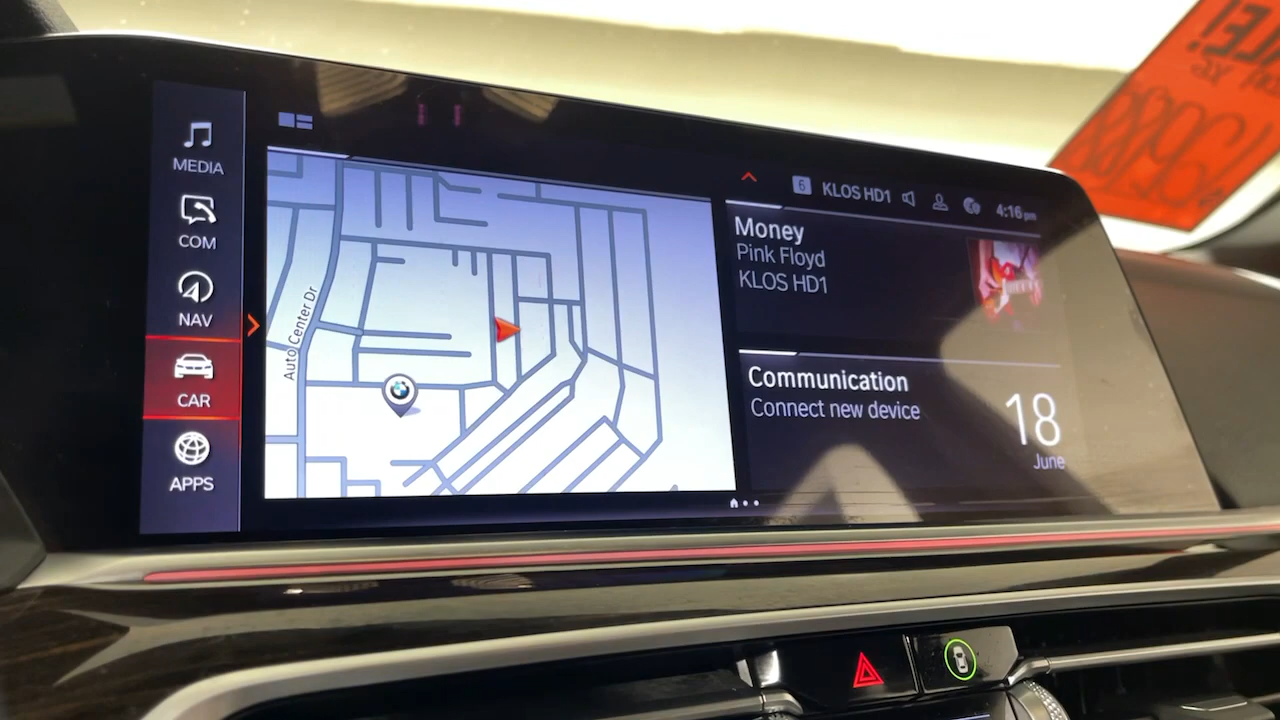 MEDIA
COM
NAV
CAR
APPS
Auto Center Dr
6 KLOS HD1 4:16 pm
Money
Pink Floyd
KLOS HD1
Communication
Connect new device
18
June